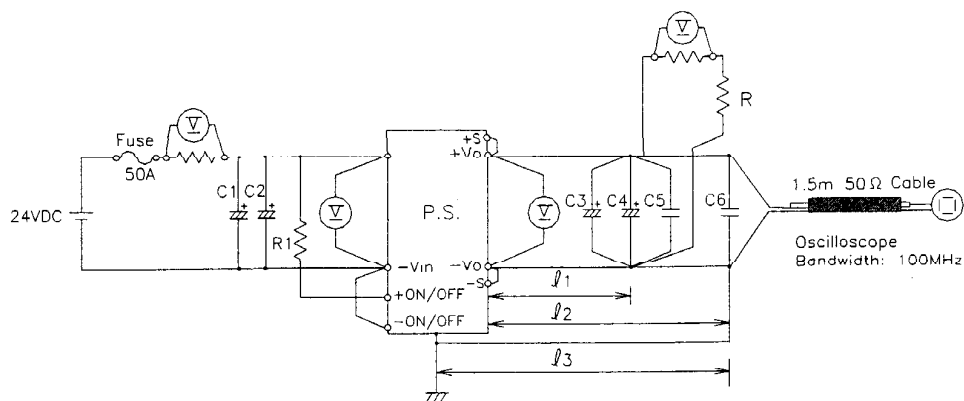 V
R
Fuse
V
50A
+S
+Vo
1.5m 50Ω Cable
C1 C2
C3 C4 C5 C6
24VDC
V
P.S.
V
R1
Oscilloscope
Bandwidth: 100MHz
-Vin
-Vo
-S
ℓ1
+ON/OFF
ℓ2
-ON/OFF
ℓ3